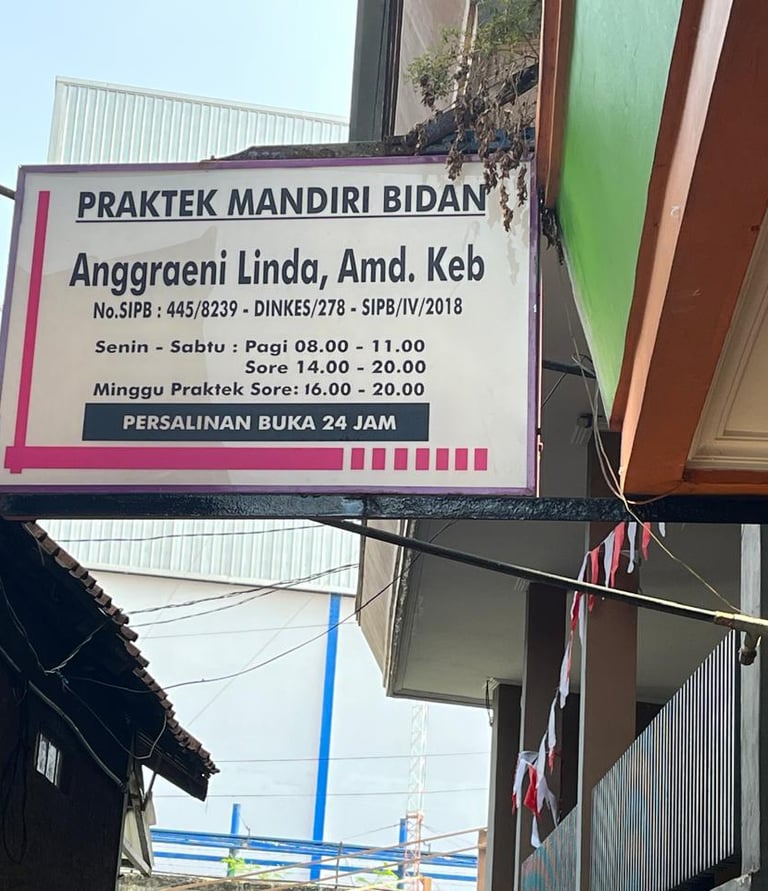 PRAKTEK MANDIRI BIDAN
Anggraeni Linda, Amd. Keb
No.SIPB : 445/8239 - DINKES/278 - SIPB/IV/2018
Senin - Sabtu : Pagi 08.00 - 11.00
Sore 14.00 - 20.00
Minggu Praktek Sore: 16.00 - 20.00
PERSALINAN BUKA 24 JAM